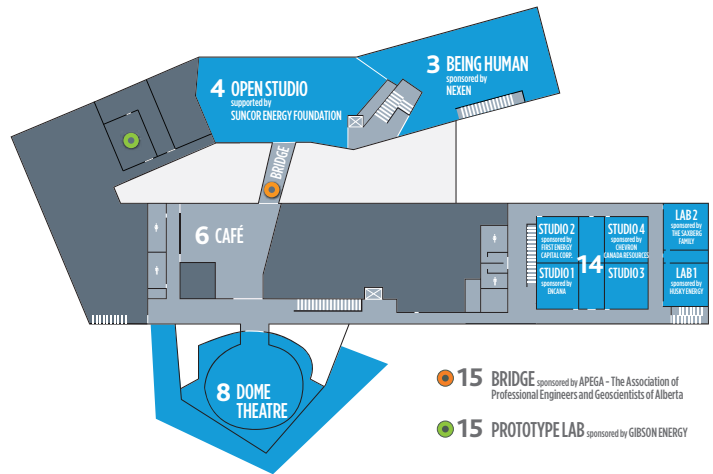 3 BEING HUMAN
sponsored by
NEXEN
4 OPEN STUDIO
supported by
SUNCOR ENERGY FOUNDATION
BRIDGE
6 CAFÉ
STUDIO 2
sponsored by
FIRST ENERGY
CAPITAL CORP.
STUDIO 1
sponsored by
ENCANA
14
STUDIO 4
sponsored by
CHEVRON
CANADA RESOURCES
STUDIO 3
LAB 2
sponsored by
THE SAXBERG
FAMILY
LAB 1
sponsored by
HUSKY ENERGY
8 DOME
THEATRE
15 BRIDGE sponsored by APEGA - The Association of
Professional Engineers and Geoscientists of Alberta
15 PROTOTYPE LAB sponsored by GIBSON ENERGY